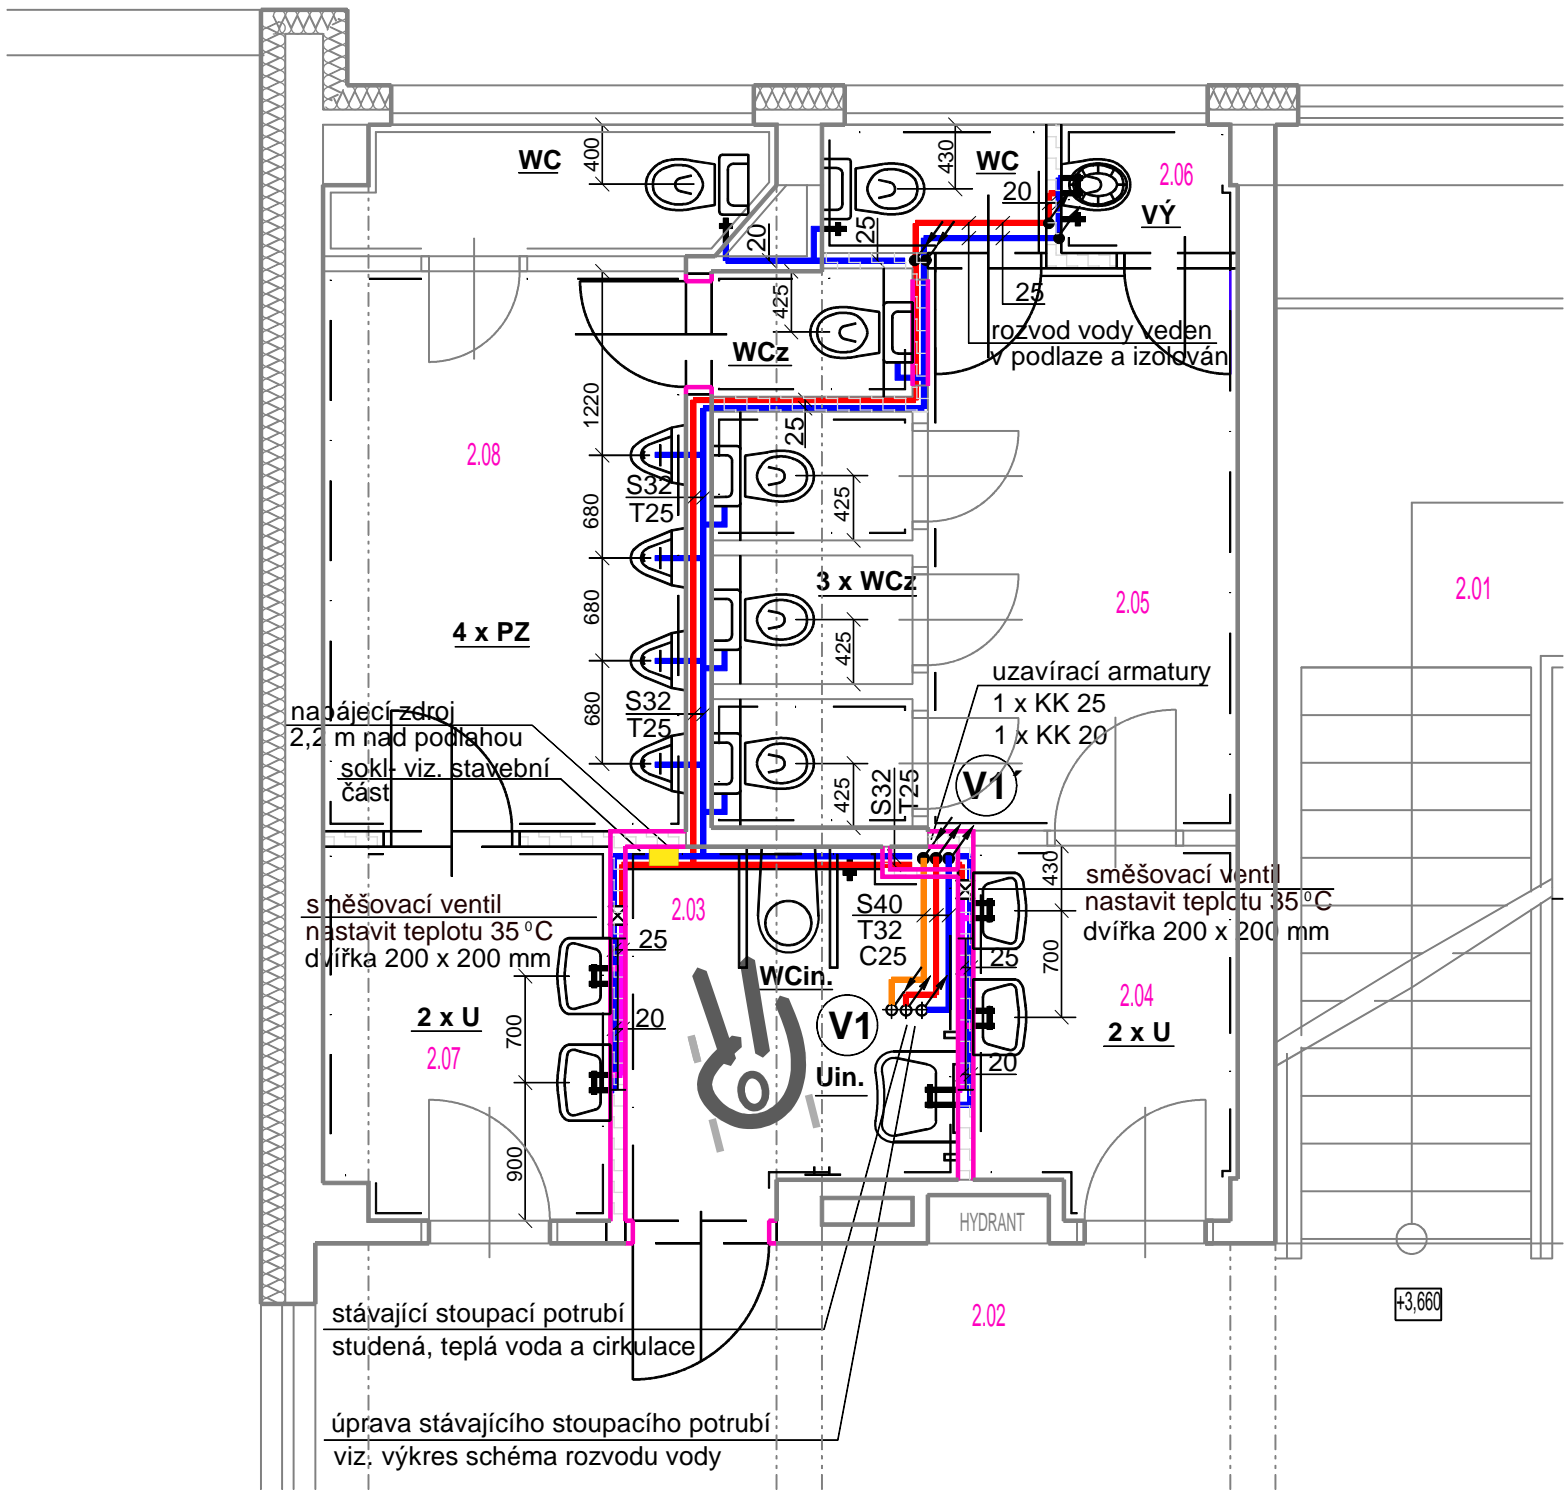 WC
400
430
WC
20
2.06
VÝ
20
25
25
425
WCz
rozvod vody veden
v podlaze a izolován
1220
25
2.08
S32
T25
680
425
3 x WCz
2.05
2.01
680
4 x PZ
425
uzavírací armatury
1 x KK 25
1 x KK 20
680
S32
T25
napájecí zdroj
2,2 m nad podlahou
sokl- viz. stavební
část
425
S32
T25
V1´
430
směšovací ventil
nastavit teplotu 35 °C
dvířka 200 x 200 mm
2.03
S40
T32
C25
směšovací ventil
nastavit teplotu 35 °C
dvířka 200 x 200 mm
25
25
700
WCin.
2.04
2 x U
700
20
V1
2 x U
2.07
Uin.
20
900
HYDRANT
stávající stoupací potrubí
studená, teplá voda a cirkulace
2.02
+3,660
úprava stávajícího stoupacího potrubí
viz. výkres schéma rozvodu vody